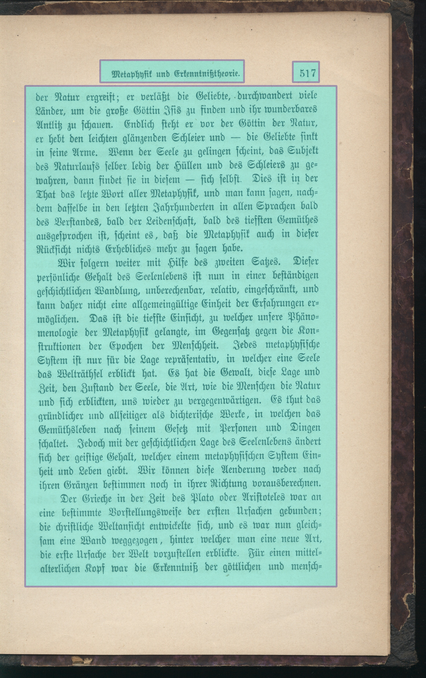 Metaphysik und Erkenntnißtheorie. 517
der Natur ergreift; er verläßt die Geliebte, durchwandert viele
Länder, um die große Göttin Isis zu finden und ihr wunderbares
Antlitz zu schauen. Endlich steht er vor der Göttin der Natur,
er hebt den leichten glänzenden Schleier und — die Geliebte sinkt
in seine Arme. Wenn der Seele zu gelingen scheint, das Subjekt
des Naturlaufs selber ledig der Hüllen und des Schleiers zu ge-
wahren, dann findet sie in diesem — sich selbst. Dies ist in der
That das letzte Wort aller Metaphysik, und man kann sagen, nach-
dem dasselbe in den letzten Jahrhunderten in allen Sprachen bald
des Verstandes, bald der Leidenschaft, bald des tiefsten Gemüthes
ausgesprochen ist, scheint es, daß die Metaphysik auch in dieser
Rücksicht nichts Erhebliches mehr zu sagen habe.
Wir folgern weiter mit Hilfe des zweiten Satzes. Dieser
persönliche Gehalt des Seelenlebens ist nun in einer beständigen
geschichtlichen Wandlung, unberechenbar, relativ, eingeschränkt, und
kann daher nicht eine allgemeingültige Einheit der Erfahrungen er-
möglichen. Das ist die tiefste Einsicht, zu welcher unsere Phäno-
menologie der Metaphysik gelangte, im Gegensatz gegen die Kon-
struktionen der Epochen der Menschheit. Jedes metaphysische
System ist nur für die Lage repräsentativ, in welcher eine Seele
das Welträthsel erblickt hat. Es hat die Gewalt, diese Lage und
Zeit, den Zustand der Seele, die Art, wie die Menschen die Natur
und sich erblickten, uns wieder zu vergegenwärtigen. Es thut das
gründlicher und allseitiger als dichterische Werke, in welchen das
Gemüthsleben nach seinem Gesetz mit Personen und Dingen
schaltet. Jedoch mit der geschichtlichen Lage des Seelenlebens ändert
sich der geistige Gehalt, welcher einem metaphysischen System Ein-
heit und Leben giebt. Wir können diese Aenderung weder nach
ihren Gränzen bestimmen noch in ihrer Richtung vorausberechnen.
Der Grieche in der Zeit des Plato oder Aristoteles war an
eine bestimmte Vorstellungsweise der ersten Ursachen gebunden;
die christliche Weltansicht entwickelte sich, und es war nun gleich-
sam eine Wand weggezogen, hinter welcher man eine neue Art,
die erste Ursache der Welt vorzustellen erblickte. Für einen mittel-
alterlichen Kopf war die Erkenntniß der göttlichen und mensch-